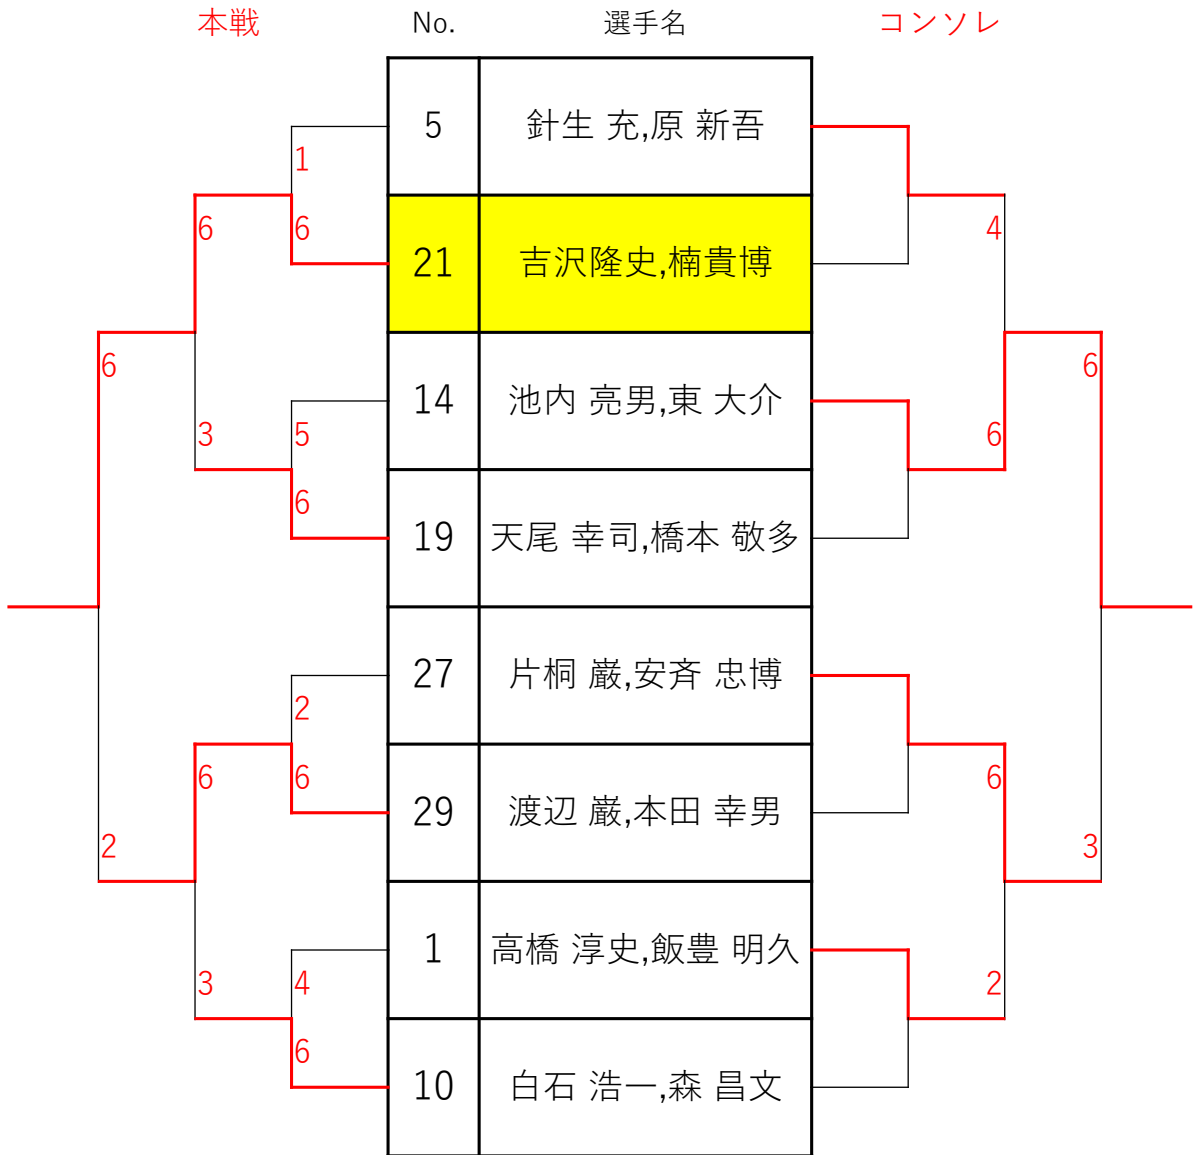 本戦 No. 選手名 コンソレ
5 針生 充,原 新吾
1
6 6 4
21 吉沢隆史,楠貴博
6 6
14 池内 亮男,東 大介
3 5 6
6
19 天尾 幸司,橋本 敬多
27 片桐 巌,安斉 忠博
2
6 6 6
29 渡辺 巌,本田 幸男
2 3
1 高橋 淳史,飯豊 明久
3 4 2
6
10 白石 浩一,森 昌文